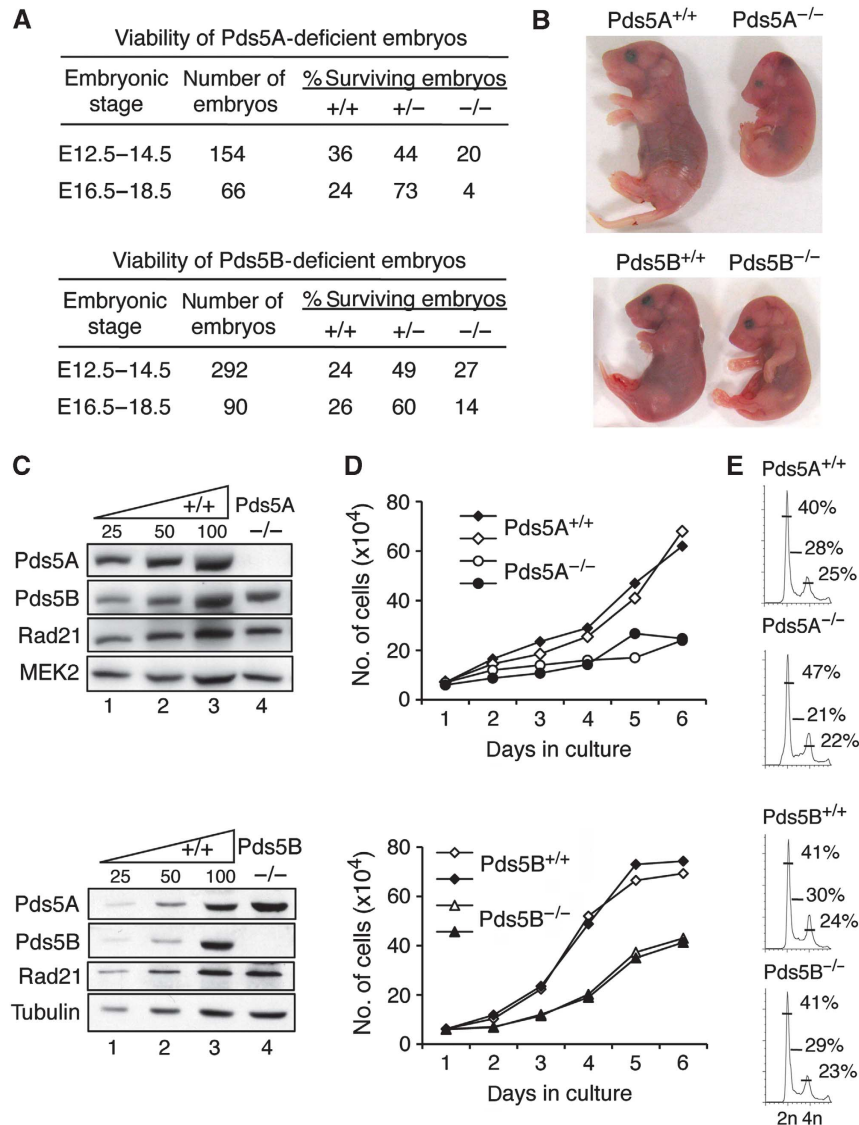 A
Viability of Pds5A-deficient embryos
Embryonic stage Number of embryos % Surviving embryos
+/+ +/− −/−
E12.5–14.5 154 36 44 20
E16.5–18.5 66 24 73 4
Viability of Pds5B-deficient embryos
Embryonic stage Number of embryos % Surviving embryos
+/+ +/− −/−
E12.5–14.5 292 24 49 27
E16.5–18.5 90 26 60 14
B
Pds5A+/+ Pds5A−/−
Pds5B+/+ Pds5B−/−
C
+/+ Pds5A
25 50 100 −/−
Pds5A
Pds5B
Rad21
MEK2
1 2 3 4
+/+ Pds5B
25 50 100 −/−
Pds5A
Pds5B
Rad21
Tubulin
1 2 3 4
D
No. of cells (x10⁴)
80
60
40
20
0
Pds5A+/+
Pds5A−/−
1 2 3 4 5 6
Days in culture
No. of cells (x10⁴)
80
60
40
20
0
Pds5B+/+
Pds5B−/−
1 2 3 4 5 6
Days in culture
E
Pds5A+/+
40%
28%
25%
Pds5A−/−
47%
21%
22%
Pds5B+/+
41%
30%
24%
Pds5B−/−
41%
29%
23%
2n 4n